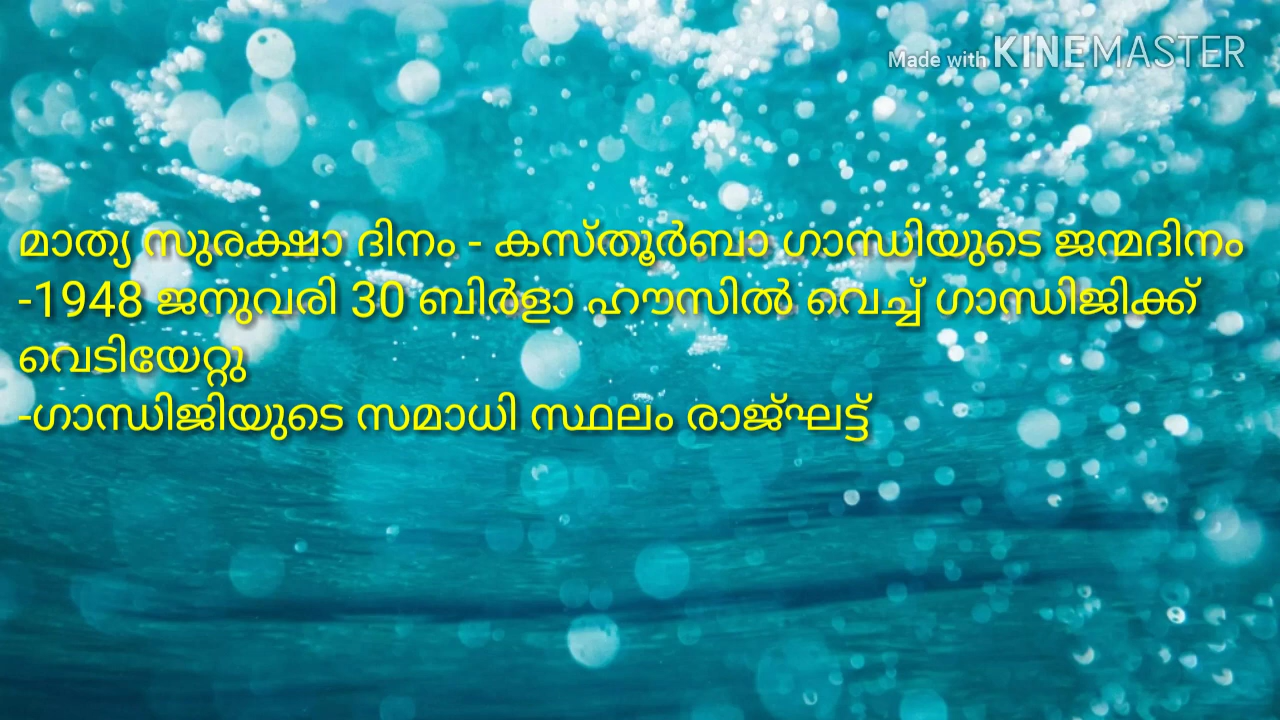 Made with KINEMASTER
മാത്യ സുരക്ഷാ ദിനം - കസ്തൂർബാ ഗാന്ധിയുടെ ജന്മദിനം
-1948 ജനുവരി 30 ബിർളാ ഹൗസിൽ വെച്ച് ഗാന്ധിജിക്ക്
വെടിയേറ്റു
-ഗാന്ധിജിയുടെ സമാധി സ്ഥലം രാജ്ഘട്ട്